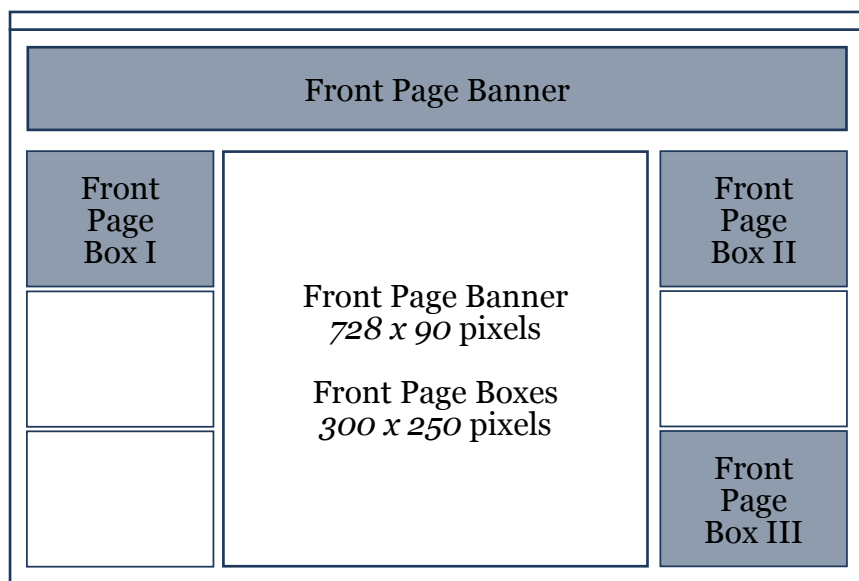 Front Page Banner
Front
Page
Box I
Front Page Banner
728 x 90 pixels
Front Page Boxes
300 x 250 pixels
Front
Page
Box II
Front
Page
Box III